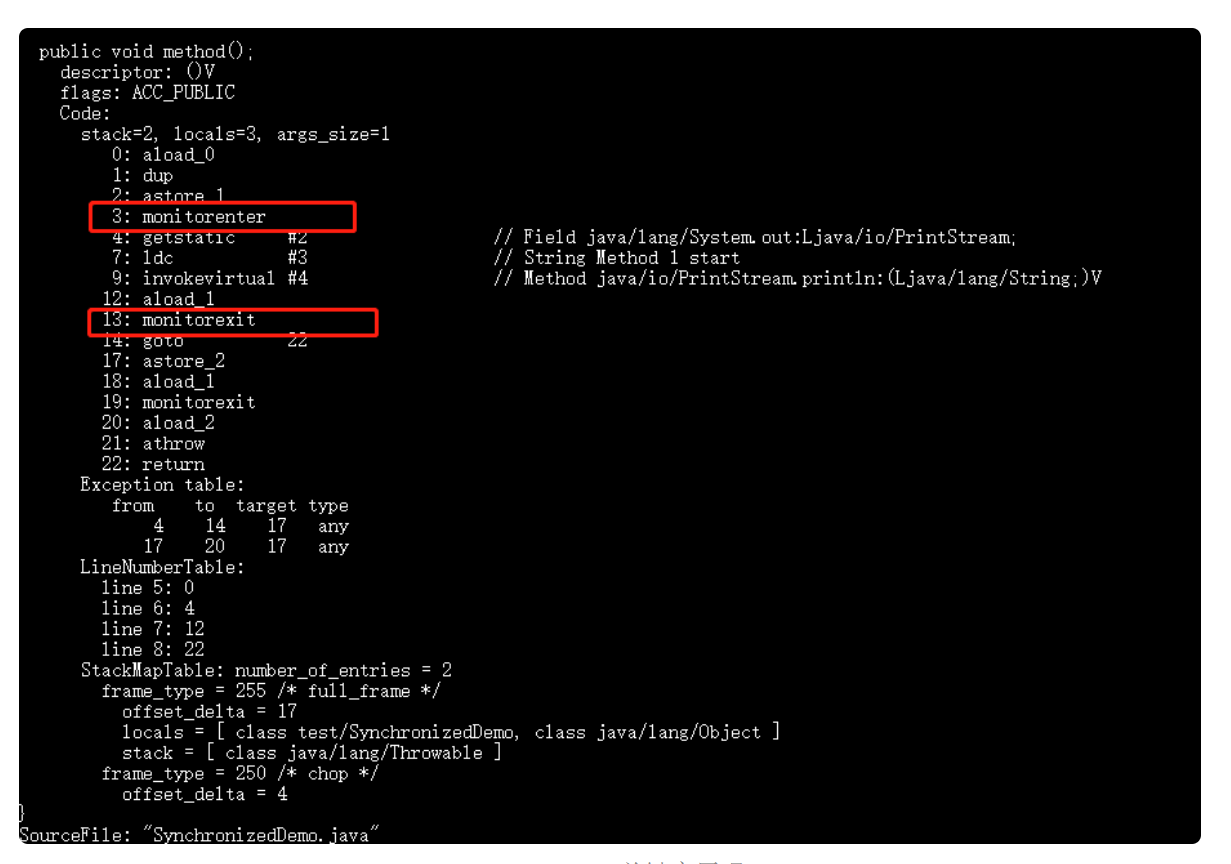 public void method();
descriptor: ()V
flags: ACC_PUBLIC
Code:
stack=2, locals=3, args_size=1
0: aload_0
1: dup
2: astore_1
3: monitorenter
4: getstatic #2 // Field java/lang/System.out:Ljava/io/PrintStream;
7: ldc #3 // String Method 1 start
9: invokevirtual #4 // Method java/io/PrintStream.println:(Ljava/lang/String;)V
12: aload_1
13: monitorexit
14: goto 22
17: astore_2
18: aload_1
19: monitorexit
20: aload_2
21: athrow
22: return
Exception table:
from to target type
4 14 17 any
17 20 17 any
LineNumberTable:
line 5: 0
line 6: 4
line 7: 12
line 8: 22
StackMapTable: number_of_entries = 2
frame_type = 255 /* full_frame */
offset_delta = 17
locals = [ class test/SynchronizedDemo, class java/lang/Object ]
stack = [ class java/lang/Throwable ]
frame_type = 250 /* chop */
offset_delta = 4
}
SourceFile: "SynchronizedDemo.java"